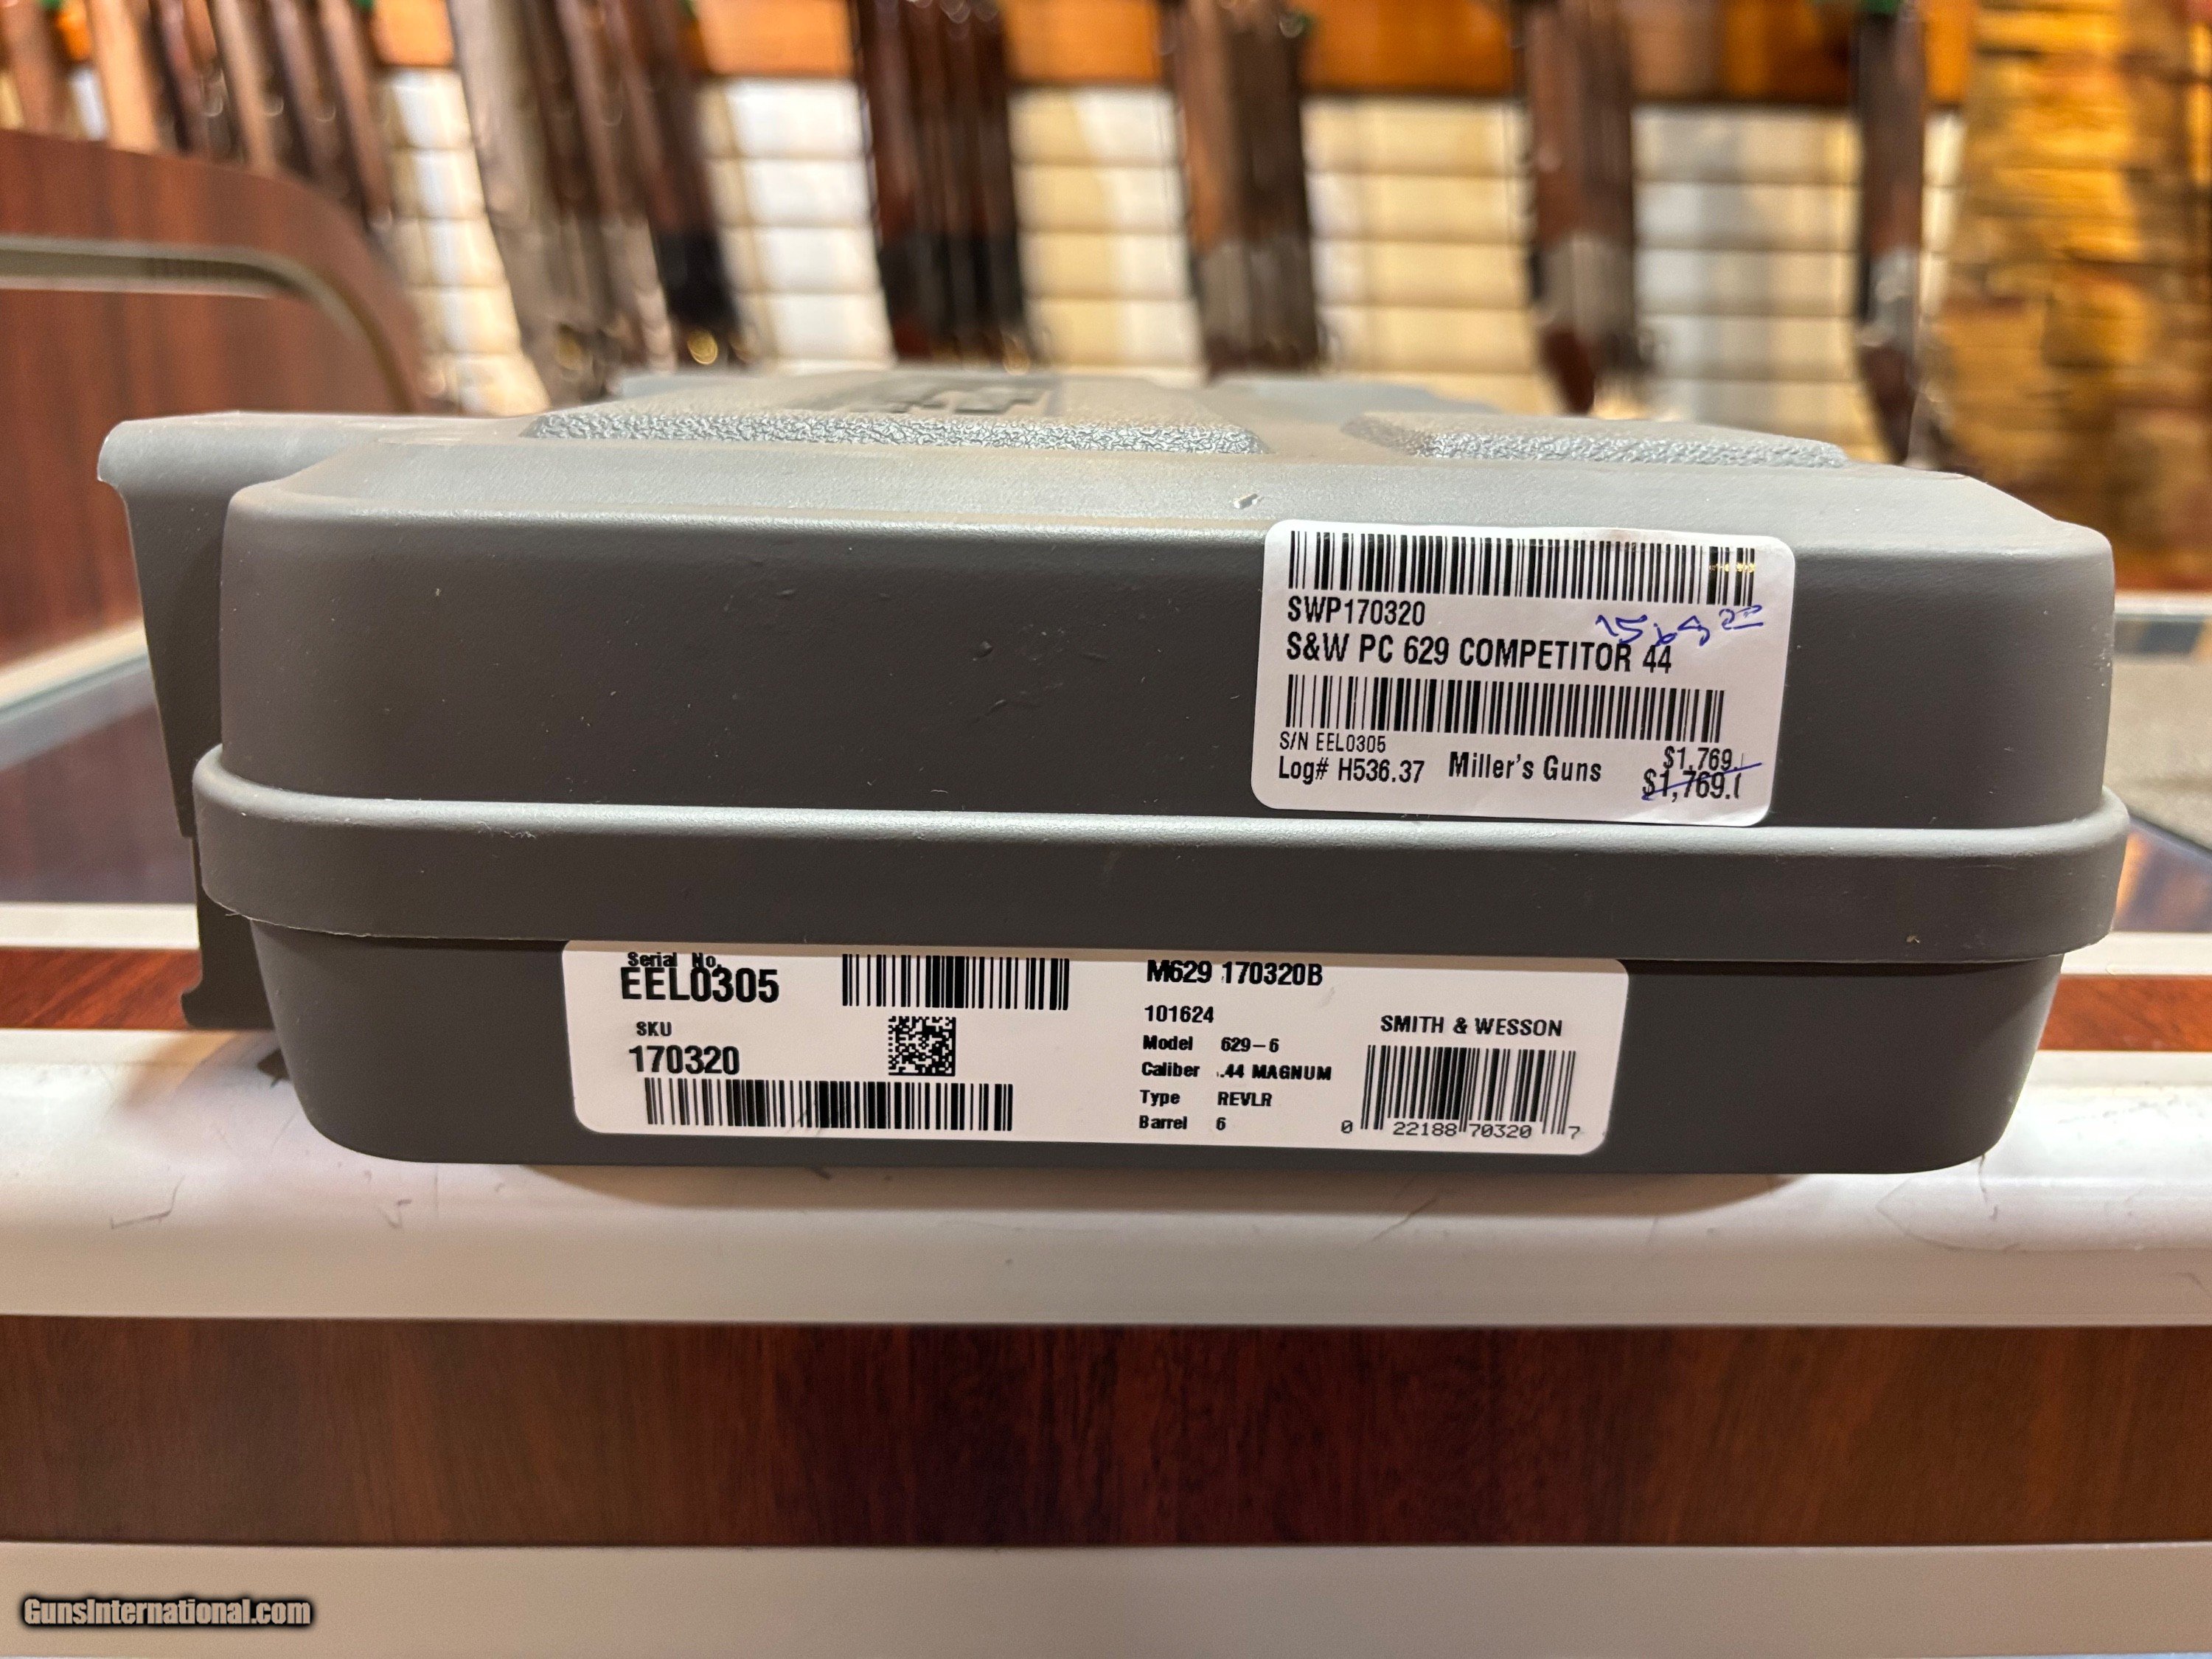 SWP170320
S&W PC 629 COMPETITOR 44
S/N EEL0305
Log# H536.37 Miller's Guns
$1,769.
$1,769.
Serial No.
EEL0305
SKU
170320
M629 170320B
101624
Model 629-6
Caliber .44 MAGNUM
Type REVLR
Barrel 6
SMITH & WESSON
0 22188 70320 7
GunsInternational.com